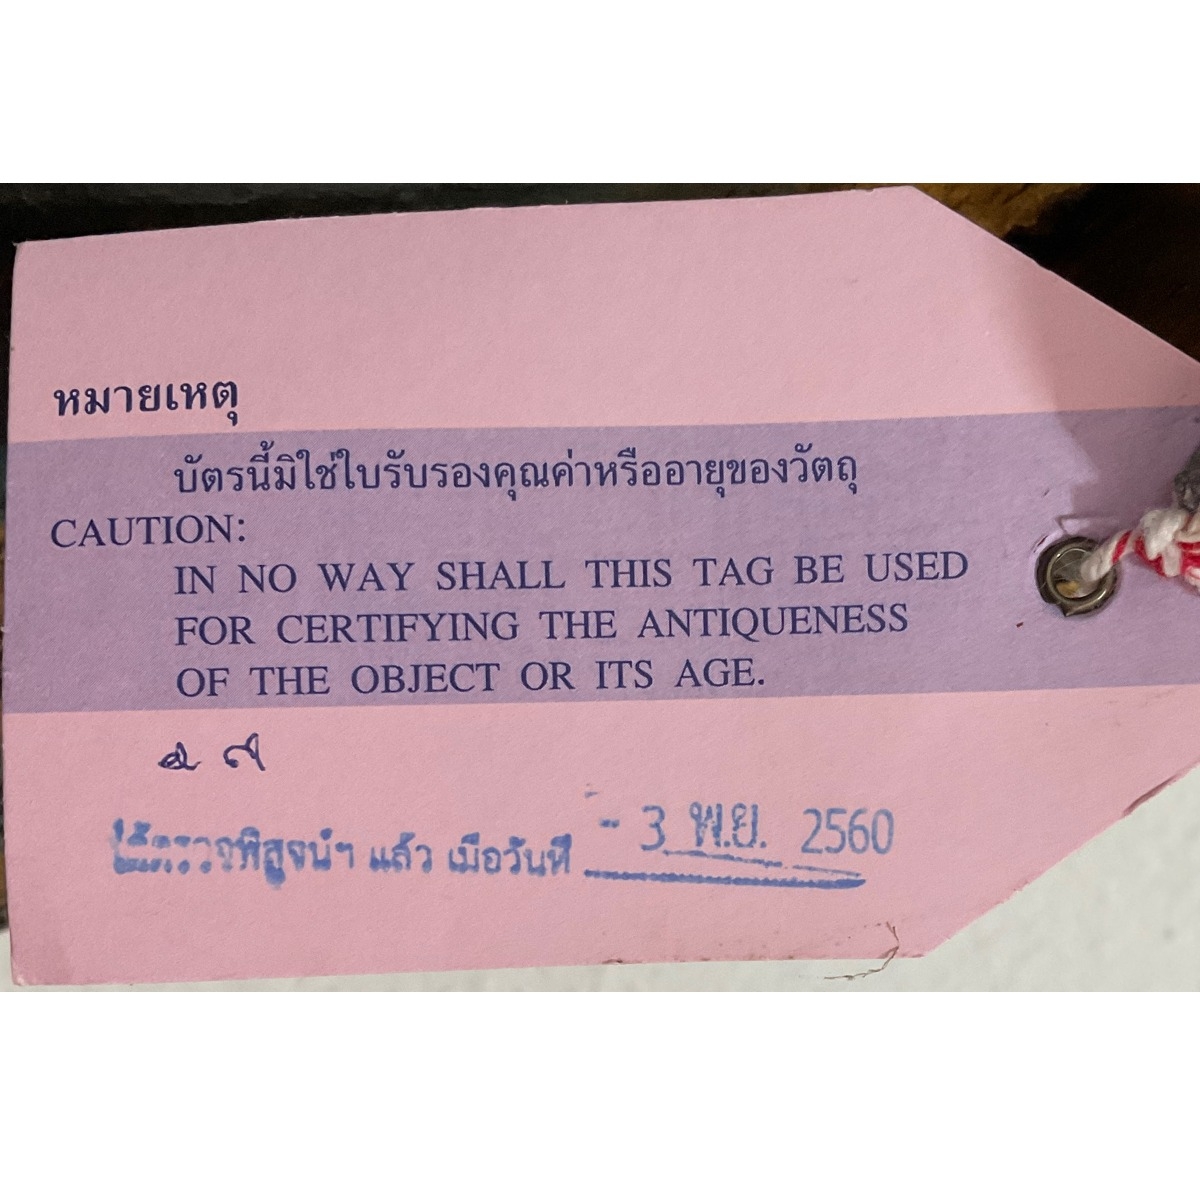 หมายเหตุ
บัตรนี้มิใช่ใบรับรองคุณค่าหรืออายุของวัตถุ
CAUTION:
IN NO WAY SHALL THIS TAG BE USED
FOR CERTIFYING THE ANTIQUENESS
OF THE OBJECT OR ITS AGE.
ได้ตรวจพิสูจน์ฯ แล้ว เมื่อวันที่ - 3 พ.ย. 2560